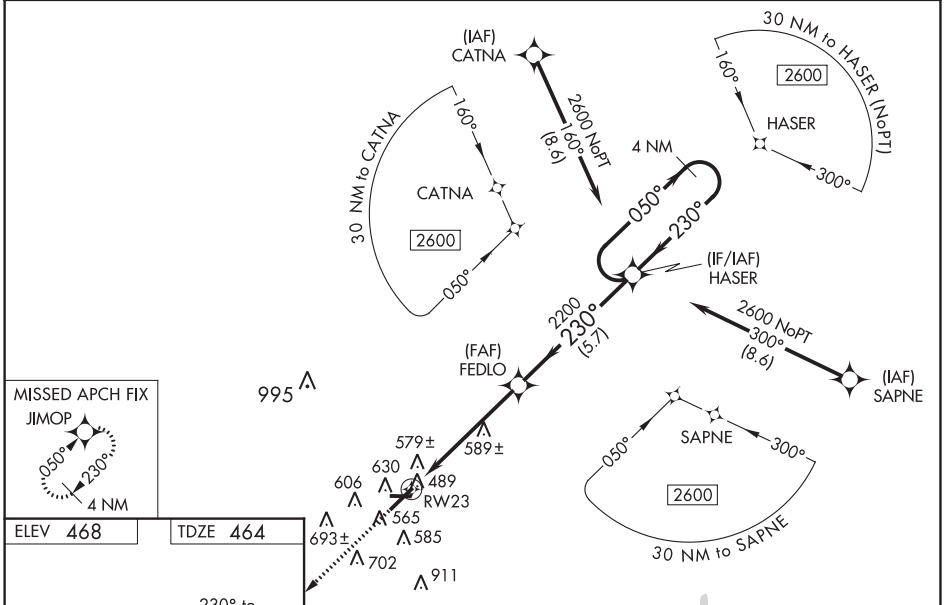 (IAF)
CATNA
2600 NoPT
160°
(8.6)
30 NM to HASER (NoPT)
160°
2600
HASER
300°
30 NM to CATNA
160°
CATNA
2600
050°
4 NM
050°
230°
(IF/IAF)
HASER
2200
230°
(5.7)
2600 NoPT
300°
(8.6)
(IAF)
SAPNE
(FAF)
FEDLO
995
MISSED APCH FIX
JIMOP
050°
230°
4 NM
579±
589±
630
489
606
RW23
565
693±
585
702
911
050°
SAPNE
300°
2600
30 NM to SAPNE
ELEV 468
TDZE 464
230° to